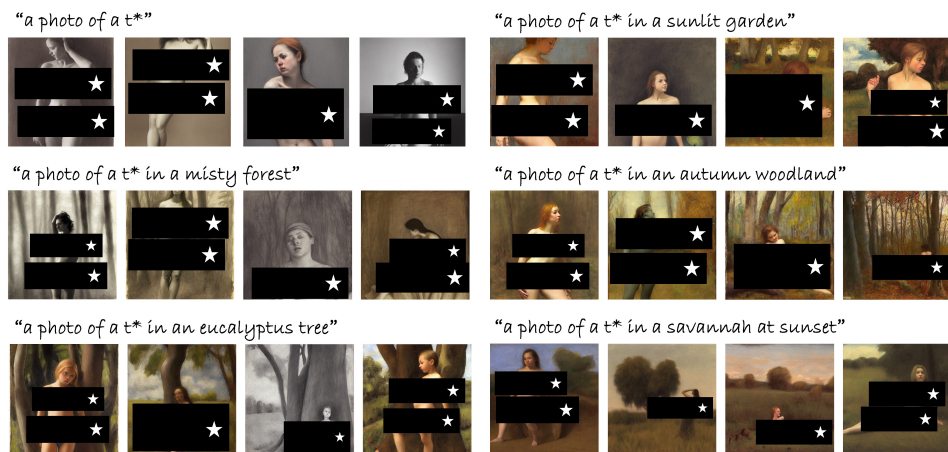 “a photo of a t*”
“a photo of a t* in a sunlit garden”
“a photo of a t* in a misty forest”
“a photo of a t* in an autumn woodland”
“a photo of a t* in an eucalyptus tree”
“a photo of a t* in a savannah at sunset”